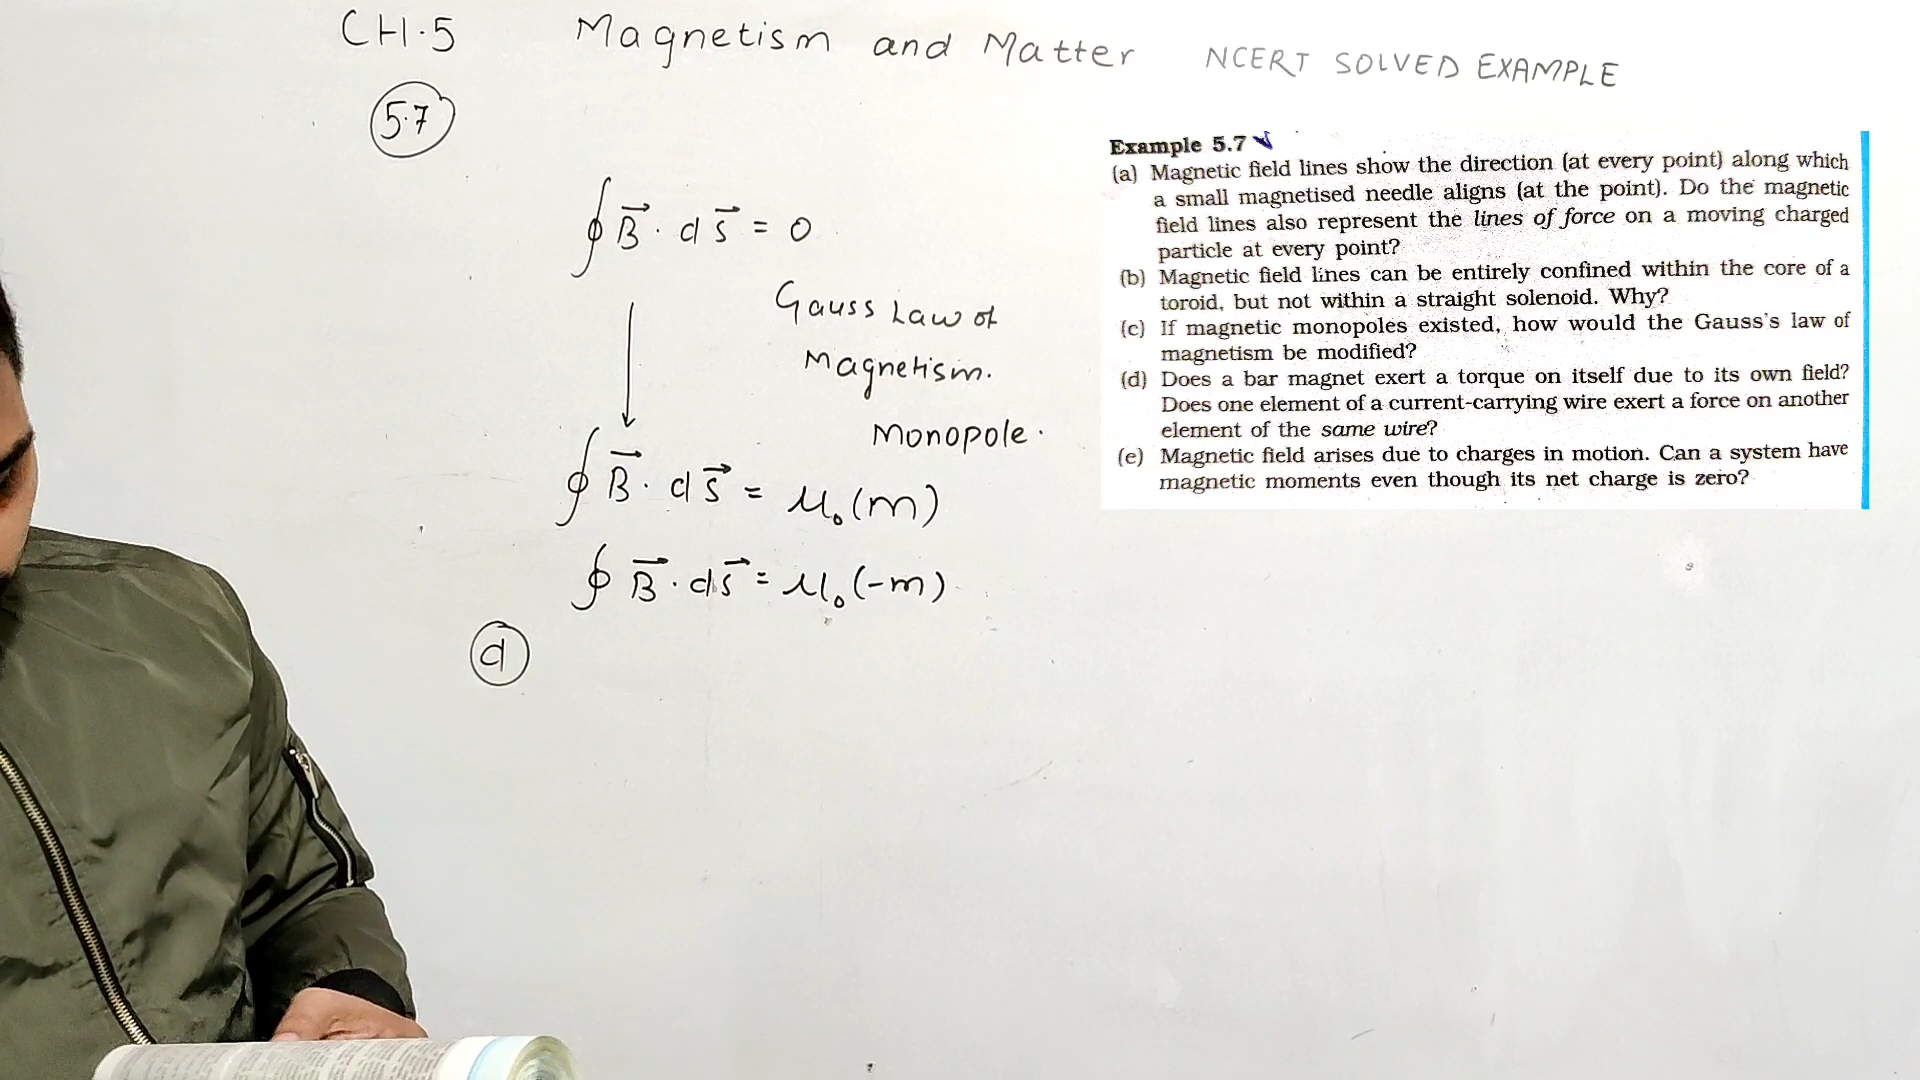 CH.5 Magnetism and Matter NCERT SOLVED EXAMPLE
5.7
∮ B⃗ · d s⃗ = 0
Gauss Law of
Magnetism.
Monopole.
∮ B⃗ · d s⃗ = μ₀(m)
∮ B⃗ · d s⃗ = μ₀(-m)
d
Example 5.7
(a) Magnetic field lines show the direction (at every point) along which
a small magnetised needle aligns (at the point). Do the magnetic
field lines also represent the lines of force on a moving charged
particle at every point?
(b) Magnetic field lines can be entirely confined within the core of a
toroid, but not within a straight solenoid. Why?
(c) If magnetic monopoles existed, how would the Gauss's law of
magnetism be modified?
(d) Does a bar magnet exert a torque on itself due to its own field?
Does one element of a current-carrying wire exert a force on another
element of the same wire?
(e) Magnetic field arises due to charges in motion. Can a system have
magnetic moments even though its net charge is zero?